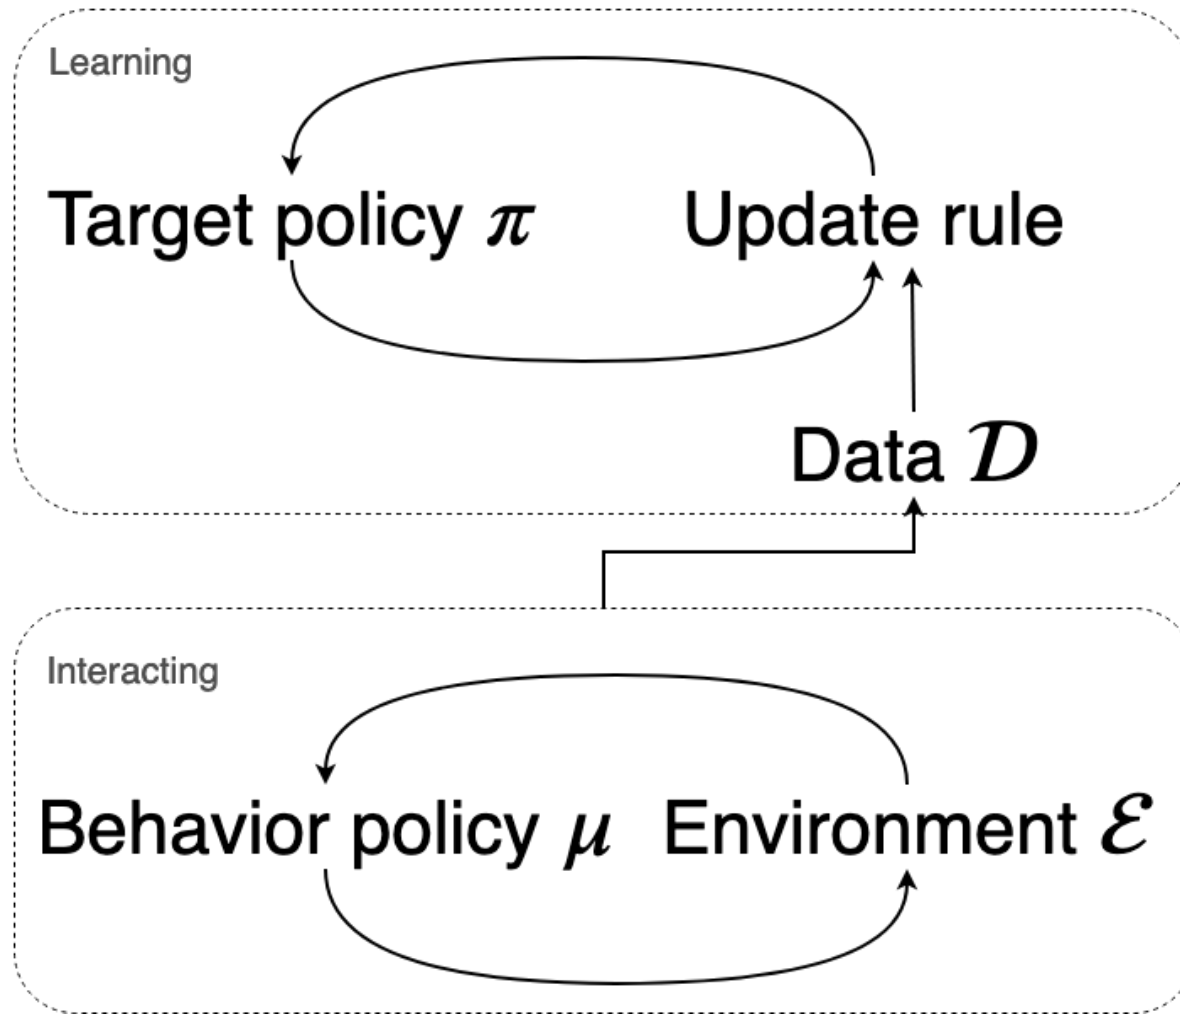 Learning
Target policy π Update rule
Data 𝒟
Interacting
Behavior policy μ Environment ℰ